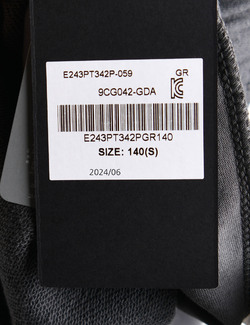 E243PT342P-059 GR
9CG042-GDA
E243PT342PGR140
SIZE: 140(S)
2024/06